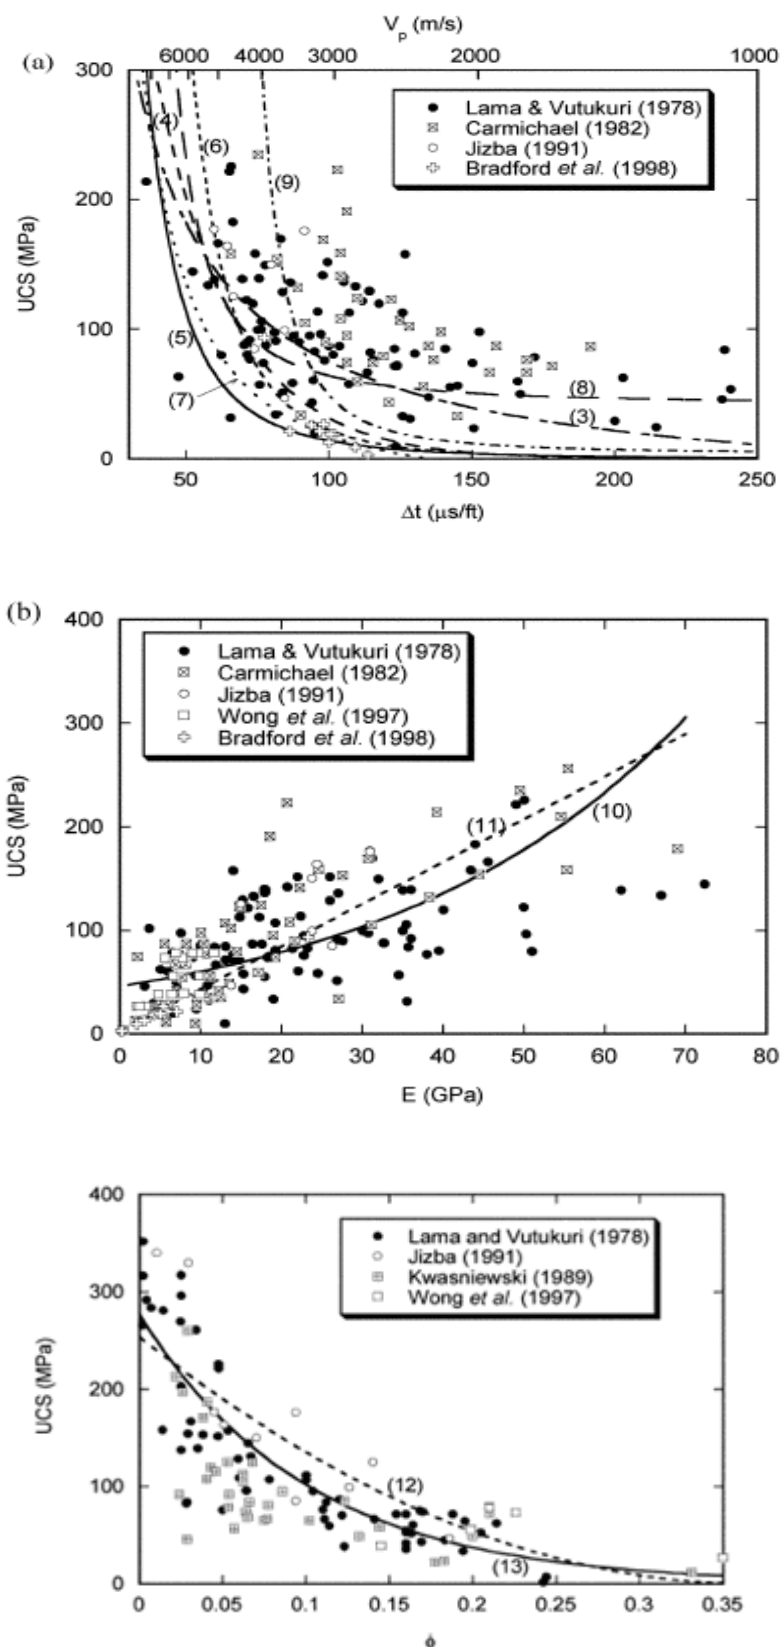 Vp (m/s)
(a)
6000 4000 3000 2000 1000
300
Lama & Vutukuri (1978)
Carmichael (1982)
Jizba (1991)
Bradford et al. (1998)
(4)
(6)
(9)
200
UCS (MPa)
100
(5)
(7)
(8)
(3)
0
50 100 150 200 250
Δt (μs/ft)
(b)
400
Lama & Vutukuri (1978)
Carmichael (1982)
Jizba (1991)
Wong et al. (1997)
Bradford et al. (1998)
300
(11)
(10)
200
UCS (MPa)
100
0
0 10 20 30 40 50 60 70 80
E (GPa)
400
Lama and Vutukuri (1978)
Jizba (1991)
Kwasniewski (1989)
Wong et al. (1997)
300
UCS (MPa)
200
100
(12)
(13)
0
0 0.05 0.1 0.15 0.2 0.25 0.3 0.35
ϕ